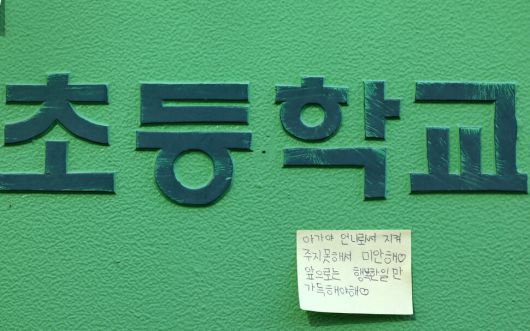 초등학교
아가야 언니로써 지켜
주지못해서 미안해♡
앞으로는 행복한일만
가득해야해♡